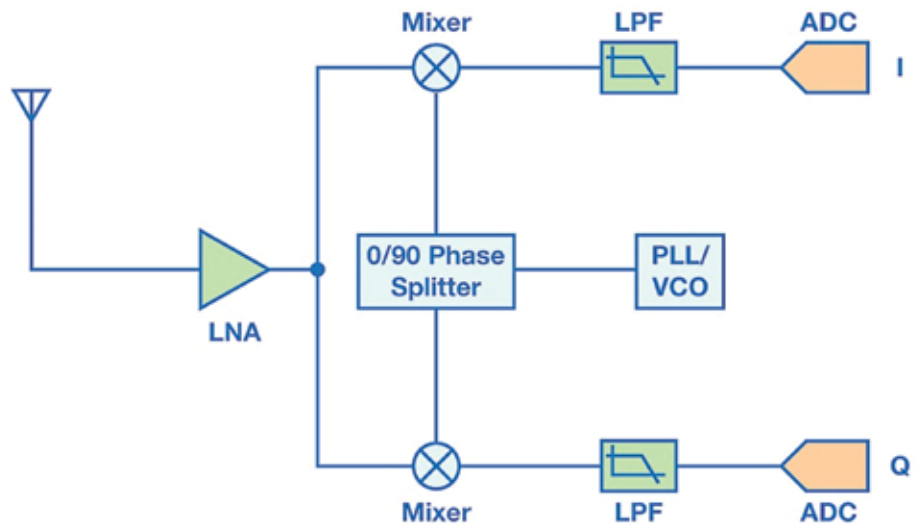 Mixer
LPF
ADC
I
0/90 Phase
Splitter
PLL/
VCO
LNA
Q
Mixer
LPF
ADC